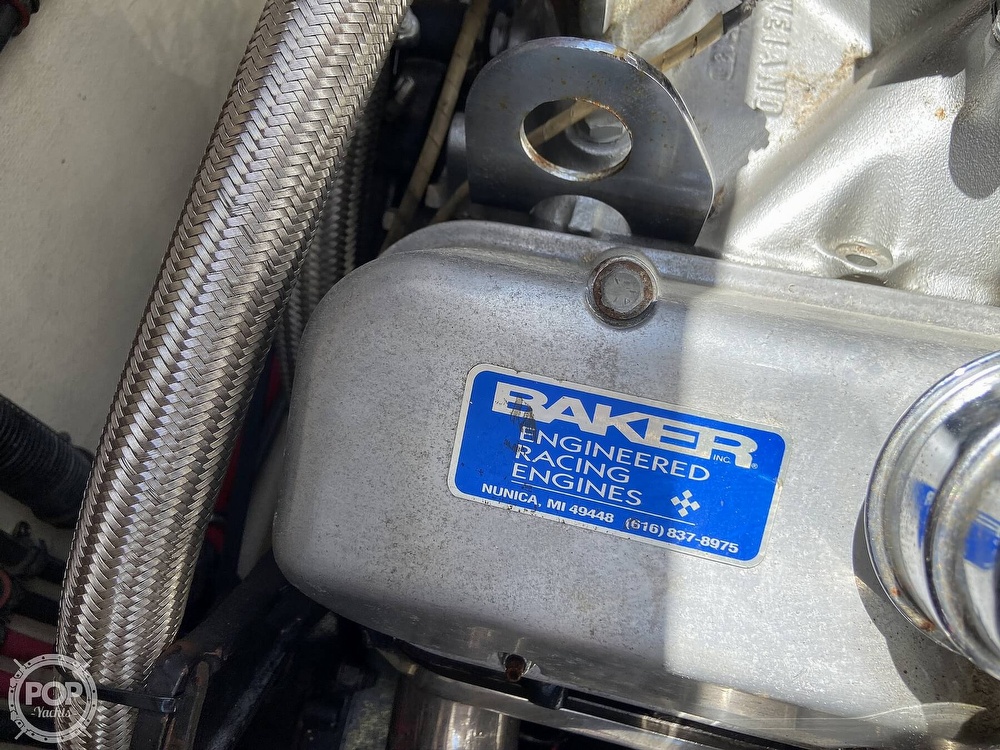 BAKER INC.®
ENGINEERED
RACING
ENGINES
NUNICA, MI 49448 (616) 837-8975
POP
-Yachts-